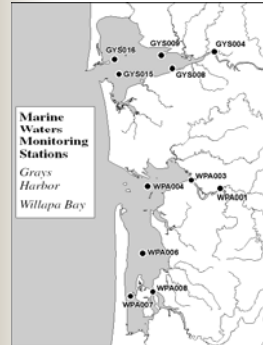 GYS016
GYS009
GYS004
GYS015
GYS008
Marine
Waters
Monitoring
Stations
Grays
Harbor
Willapa Bay
WPA003
WPA004
WPA001
WPA006
WPA008
WPA007